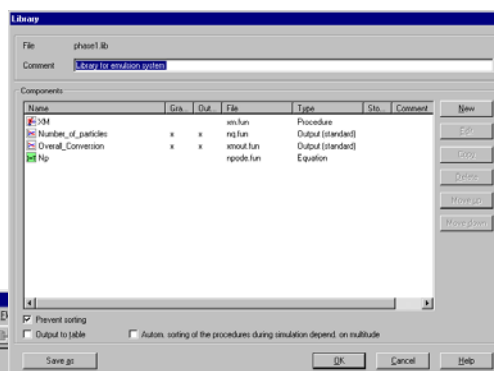 Library
File phase1.lib
Comment Library for emulsion system
Components
Name Gra... Out... File Type Sto... Comment
XM xm.fun Procedure
Number_of_particles x x nq.fun Output (standard)
Overall_Conversion x x xmout.fun Output (standard)
Np npode.fun Equation
New
Edit
Copy
Delete
Move up
Move down
Prevent sorting
Output to table Autom. sorting of the procedures during simulation depend. on multitude
Save as OK Cancel Help